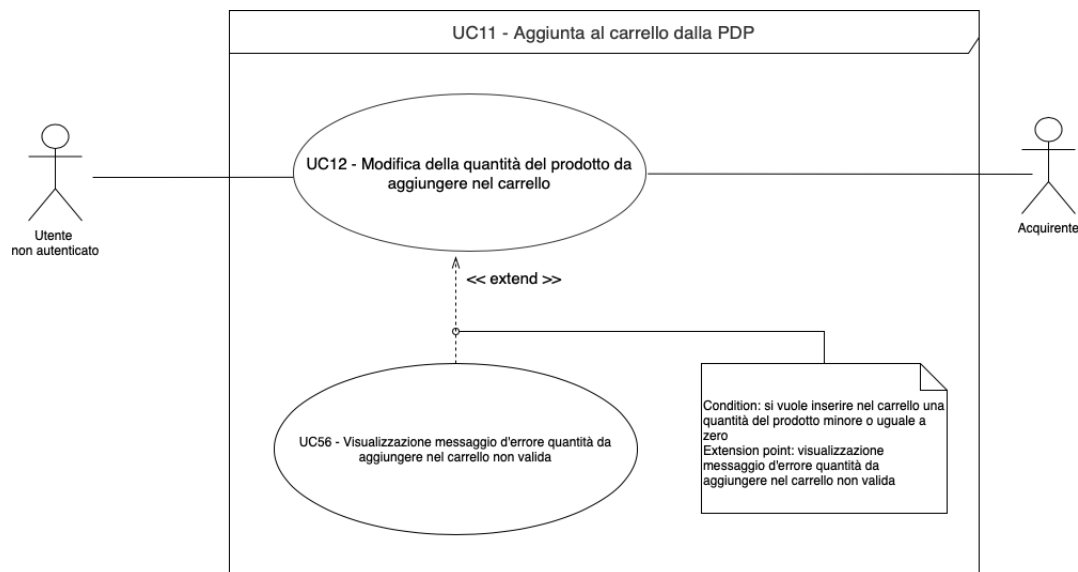 UC11 - Aggiunta al carrello dalla PDP
UC12 - Modifica della quantità del prodotto da
aggiungere nel carrello
Utente
non autenticato
Acquirente
<< extend >>
UC56 - Visualizzazione messaggio d'errore quantità da
aggiungere nel carrello non valida
Condition: si vuole inserire nel carrello una
quantità del prodotto minore o uguale a
zero
Extension point: visualizzazione
messaggio d'errore quantità da
aggiungere nel carrello non valida